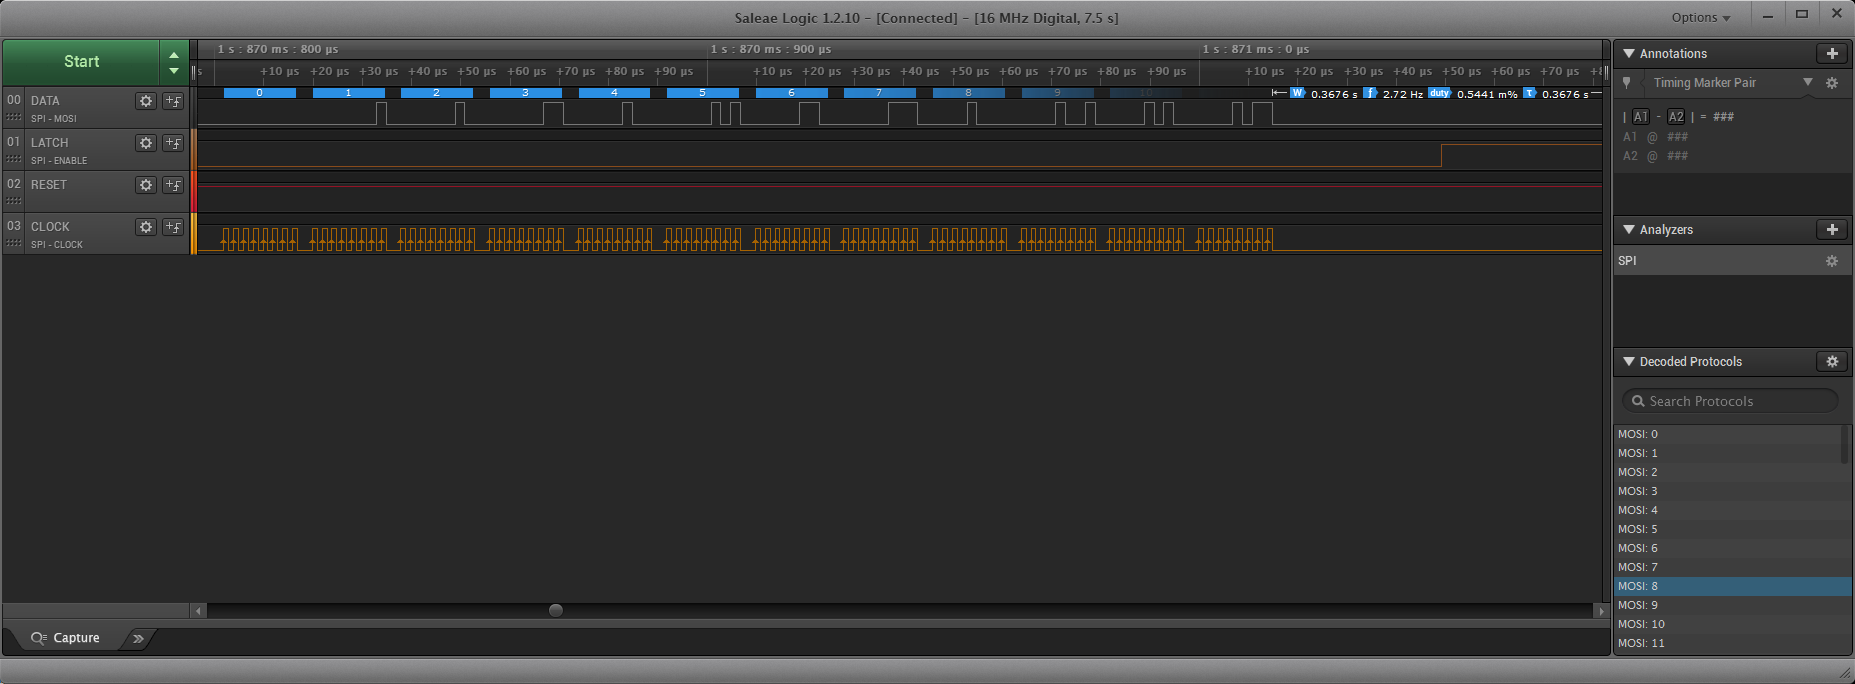 Saleae Logic 1.2.10 - [Connected] - [16 MHz Digital, 7.5 s]
Options
Start
1 s : 870 ms : 800 µs
1 s : 870 ms : 900 µs
1 s : 871 ms : 0 µs
s
+10 µs +20 µs +30 µs +40 µs +50 µs +60 µs +70 µs +80 µs +90 µs
+10 µs +20 µs +30 µs +40 µs +50 µs +60 µs +70 µs +80 µs +90 µs
+10 µs +20 µs +30 µs +40 µs +50 µs +60 µs +70 µs
0 1 2 3 4 5 6 7 8 9 10
W 0.3676 s f 2.72 Hz duty 0.5441 m% T 0.3676 s
00 DATA
SPI - MOSI
01 LATCH
SPI - ENABLE
02 RESET
03 CLOCK
SPI - CLOCK
Capture
Annotations
Timing Marker Pair
| A1 - A2 | = ###
A1 @ ###
A2 @ ###
Analyzers
SPI
Decoded Protocols
Search Protocols
MOSI: 0
MOSI: 1
MOSI: 2
MOSI: 3
MOSI: 4
MOSI: 5
MOSI: 6
MOSI: 7
MOSI: 8
MOSI: 9
MOSI: 10
MOSI: 11